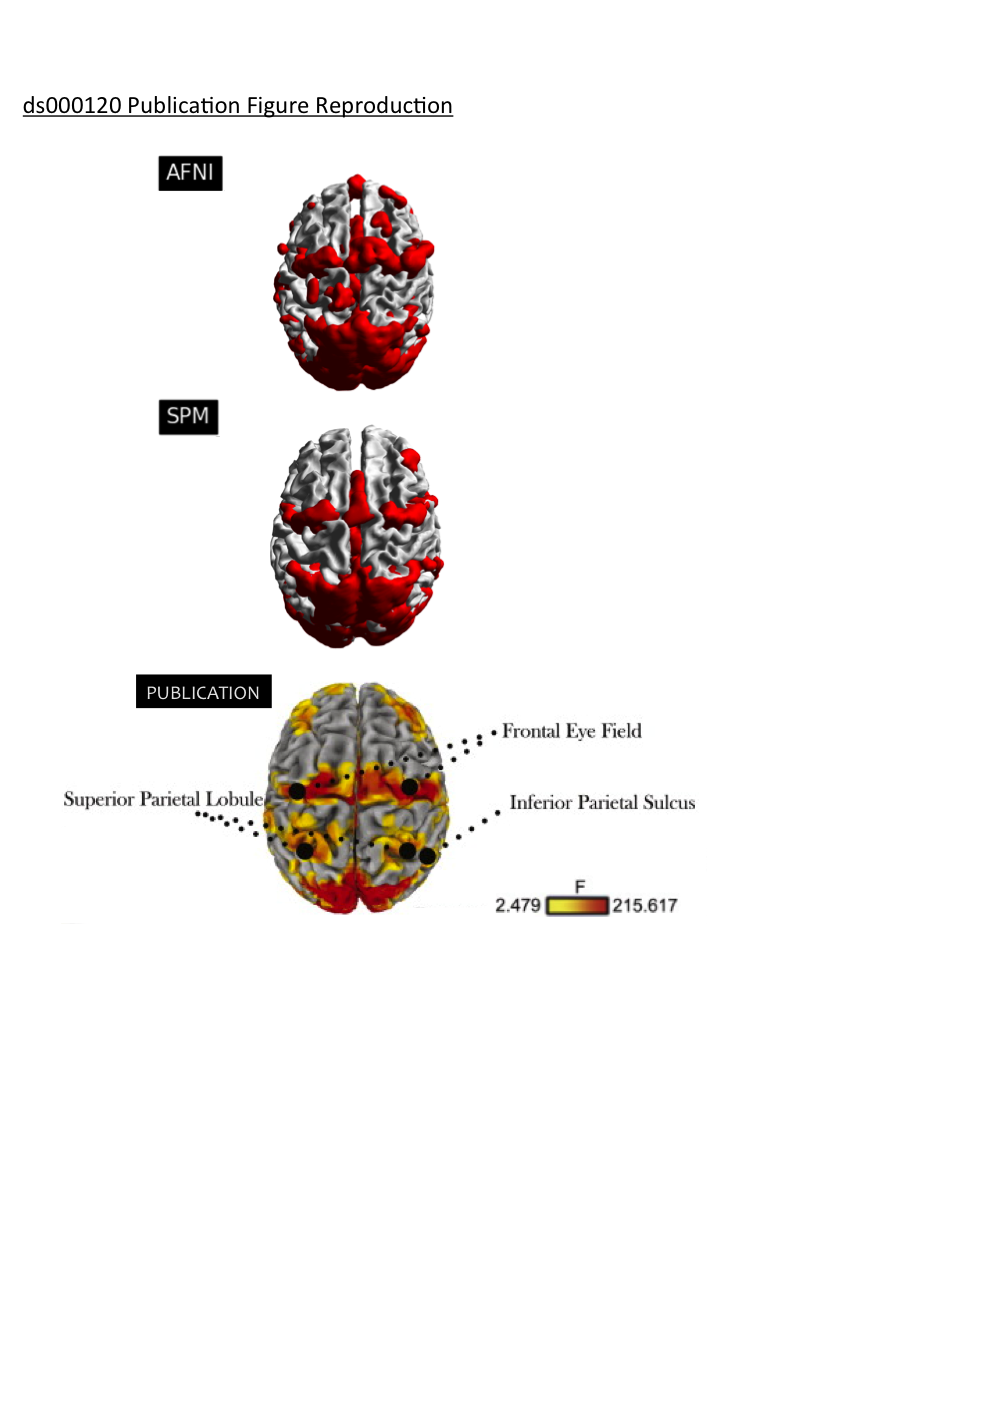 ds000120 Publication Figure Reproduction
AFNI
SPM
PUBLICATION
Frontal Eye Field
Superior Parietal Lobule
Inferior Parietal Sulcus
F
2.479 215.617